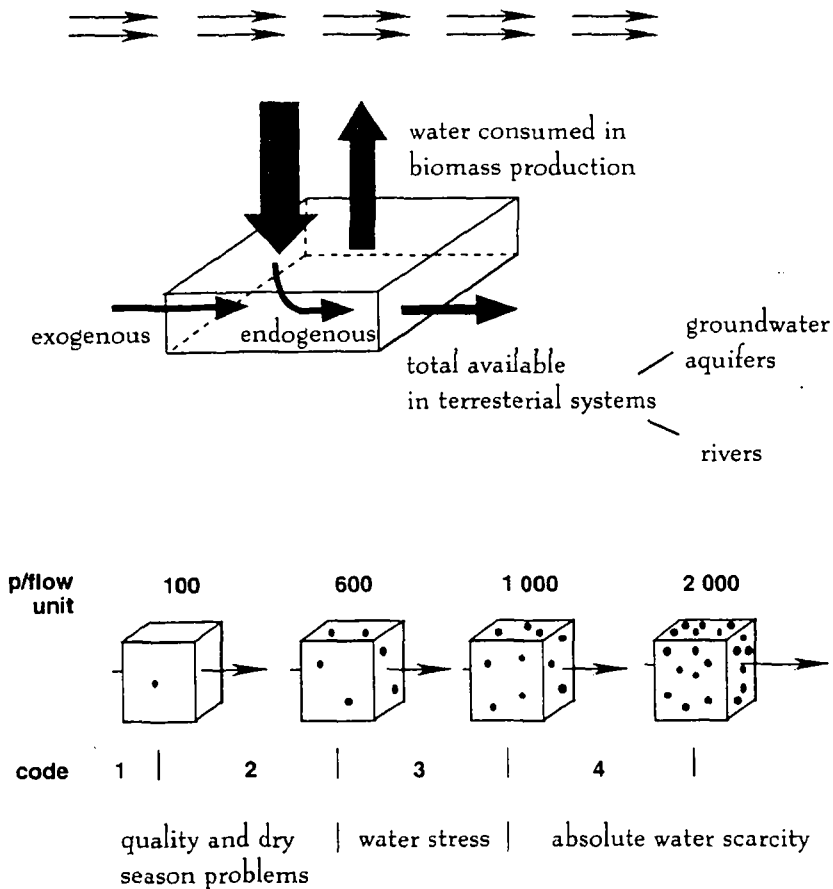 water consumed in
biomass production
exogenous
endogenous
total available
in terresterial systems
groundwater
aquifers
rivers
p/flow
unit
100 600 1 000 2 000
code 1 | 2 | 3 | 4 |
quality and dry | water stress | absolute water scarcity
season problems